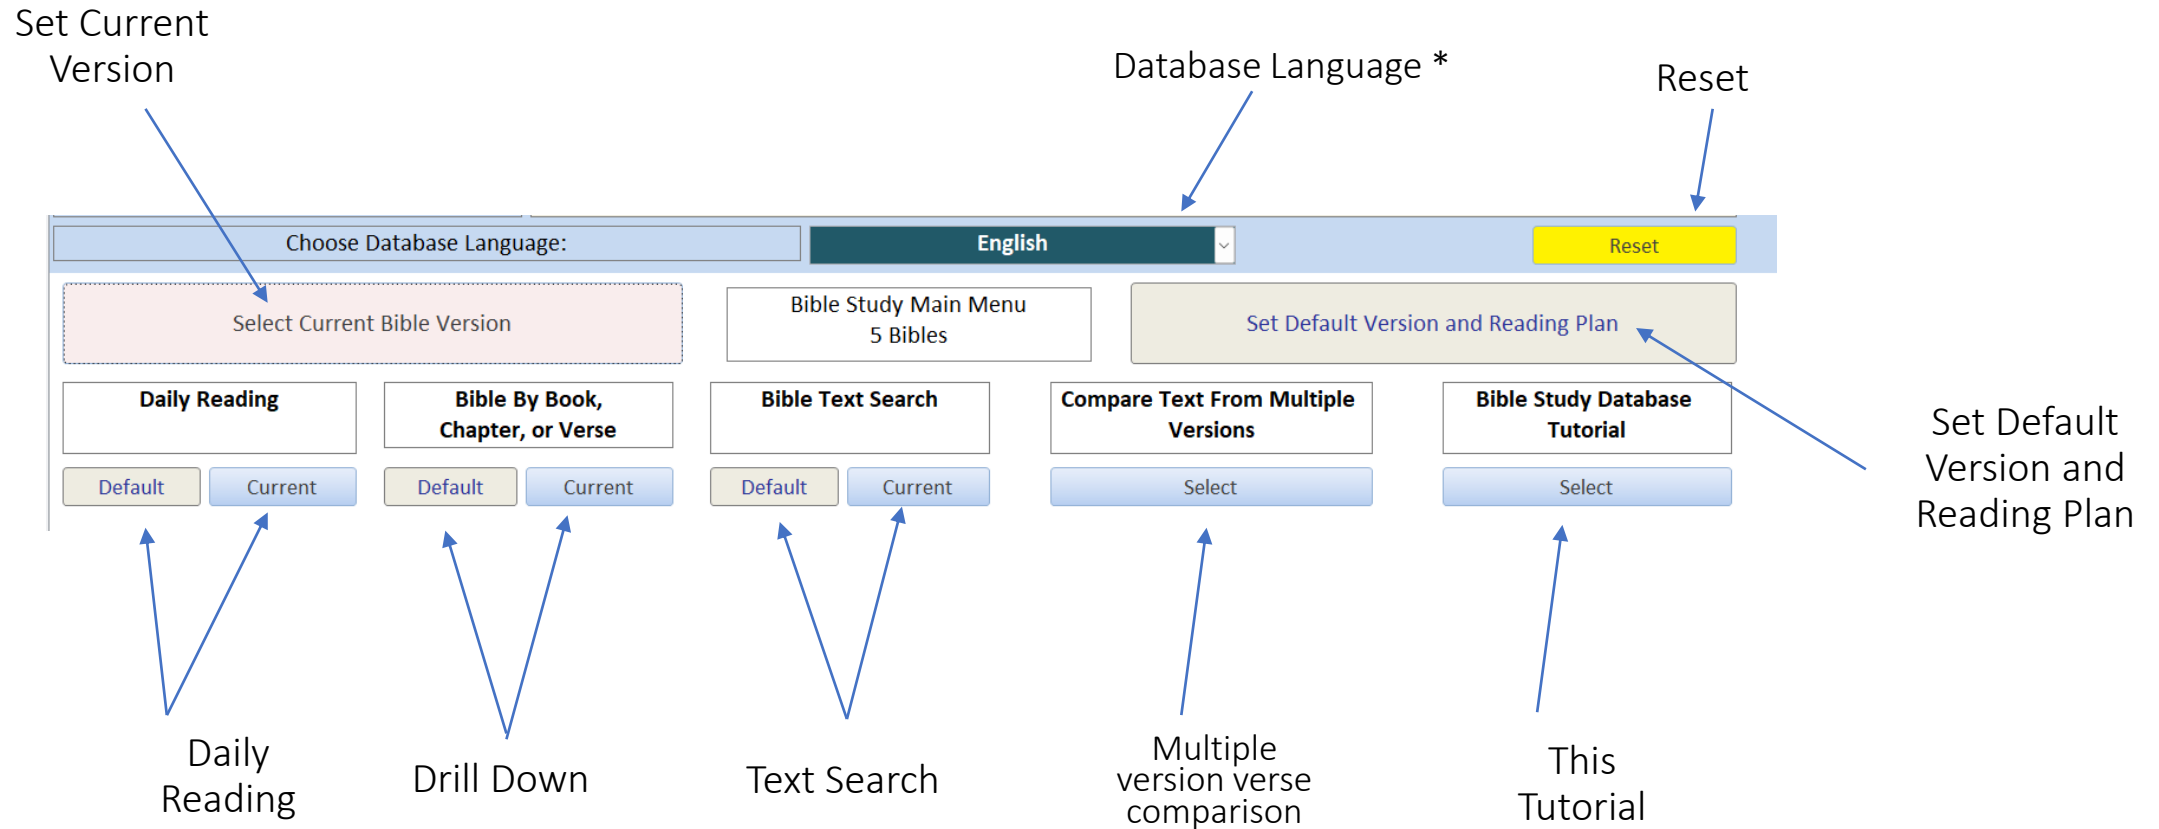 Set Current
Version
Database Language *
Reset
Choose Database Language:
English
Reset
Select Current Bible Version
Bible Study Main Menu
5 Bibles
Set Default Version and Reading Plan
Daily Reading
Bible By Book,
Chapter, or Verse
Bible Text Search
Compare Text From Multiple
Versions
Bible Study Database
Tutorial
Default
Current
Default
Current
Default
Current
Select
Select
Set Default
Version and
Reading Plan
Daily
Reading
Drill Down
Text Search
Multiple
version verse
comparison
This
Tutorial